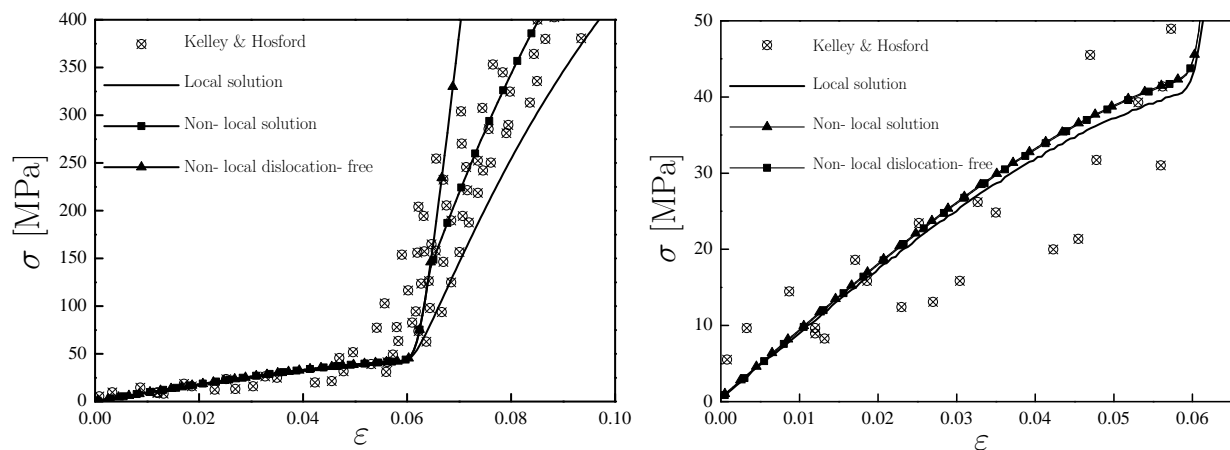 400
350
300
250
200
150
100
50
0
σ [MPa]
Kelley & Hosford
Local solution
Non- local solution
Non- local dislocation- free
0.00
0.02
0.04
0.06
0.08
0.10
ε
50
40
30
20
10
0
σ [MPa]
Kelley & Hosford
Local solution
Non- local solution
Non- local dislocation- free
0.00
0.01
0.02
0.03
0.04
0.05
0.06
ε